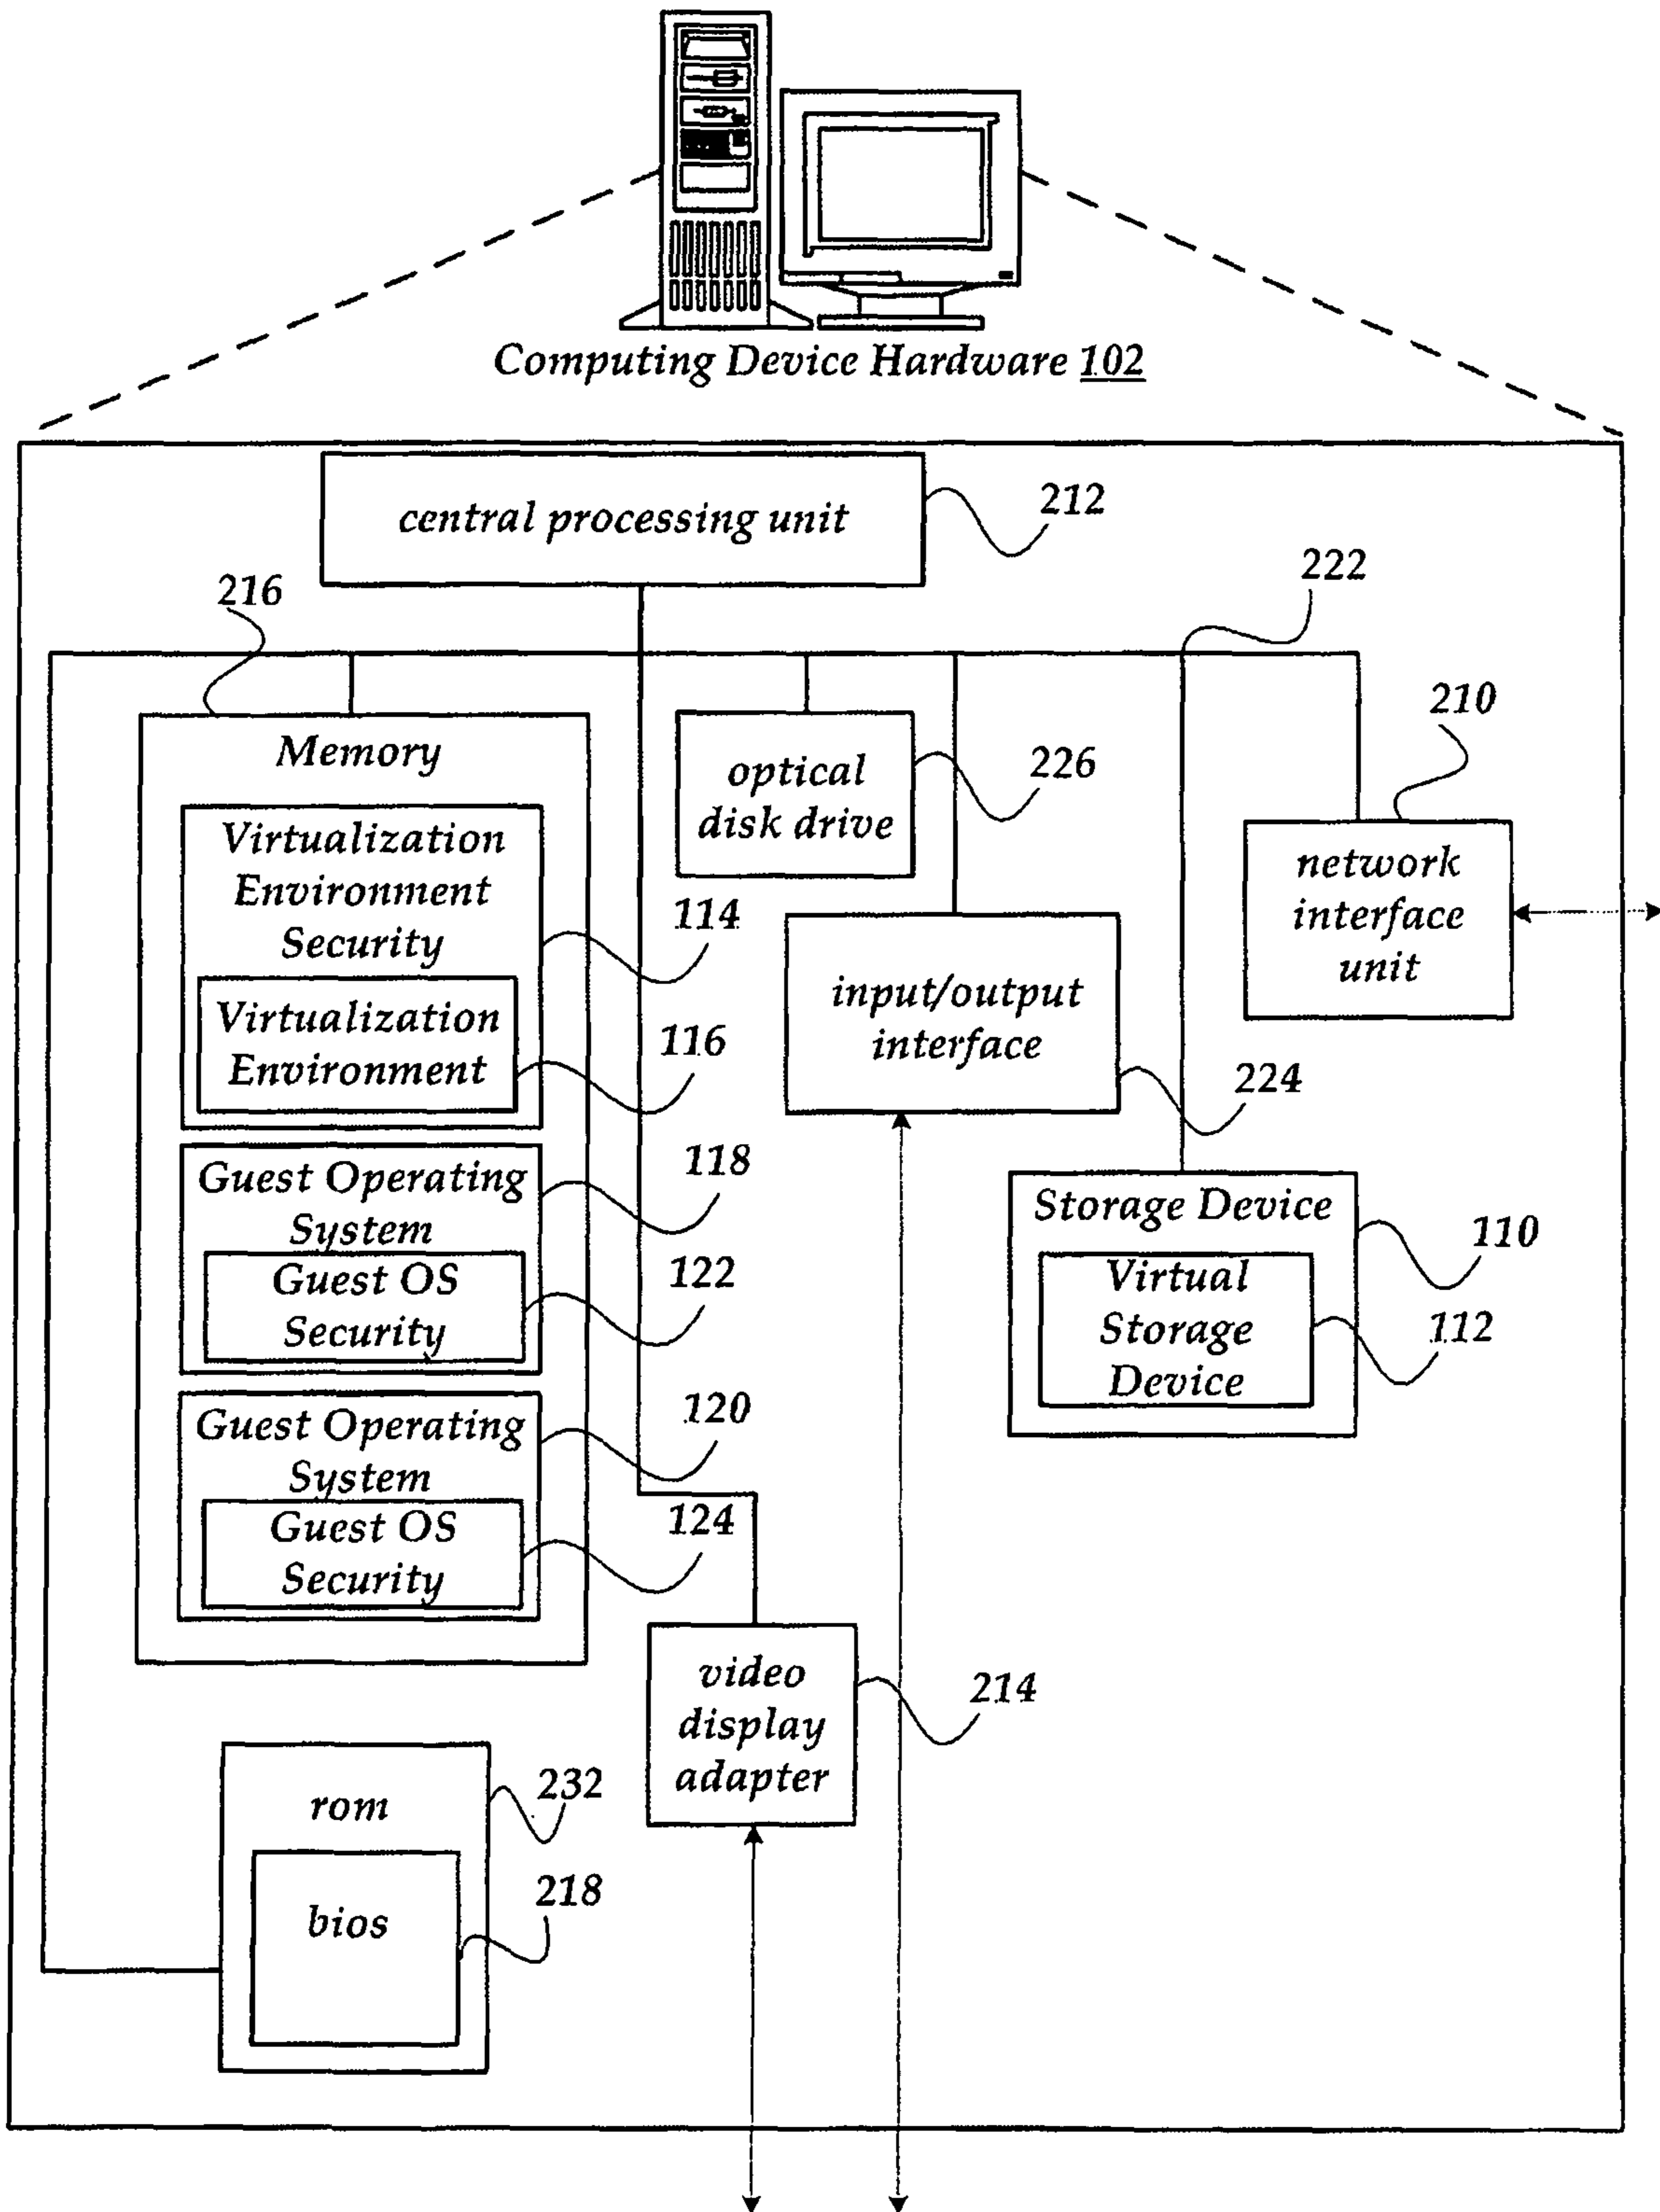 Computing Device Hardware 102
central processing unit
212
222
216
210
Memory
optical
disk drive
226
Virtualization
Environment
Security
114
network
interface
unit
Virtualization
Environment
116
input/output
interface
224
Guest Operating
System
118
Guest OS
Security
122
Storage Device
110
Virtual
Storage
Device
112
Guest Operating
System
120
Guest OS
Security
124
video
display
adapter
214
rom
232
bios
218